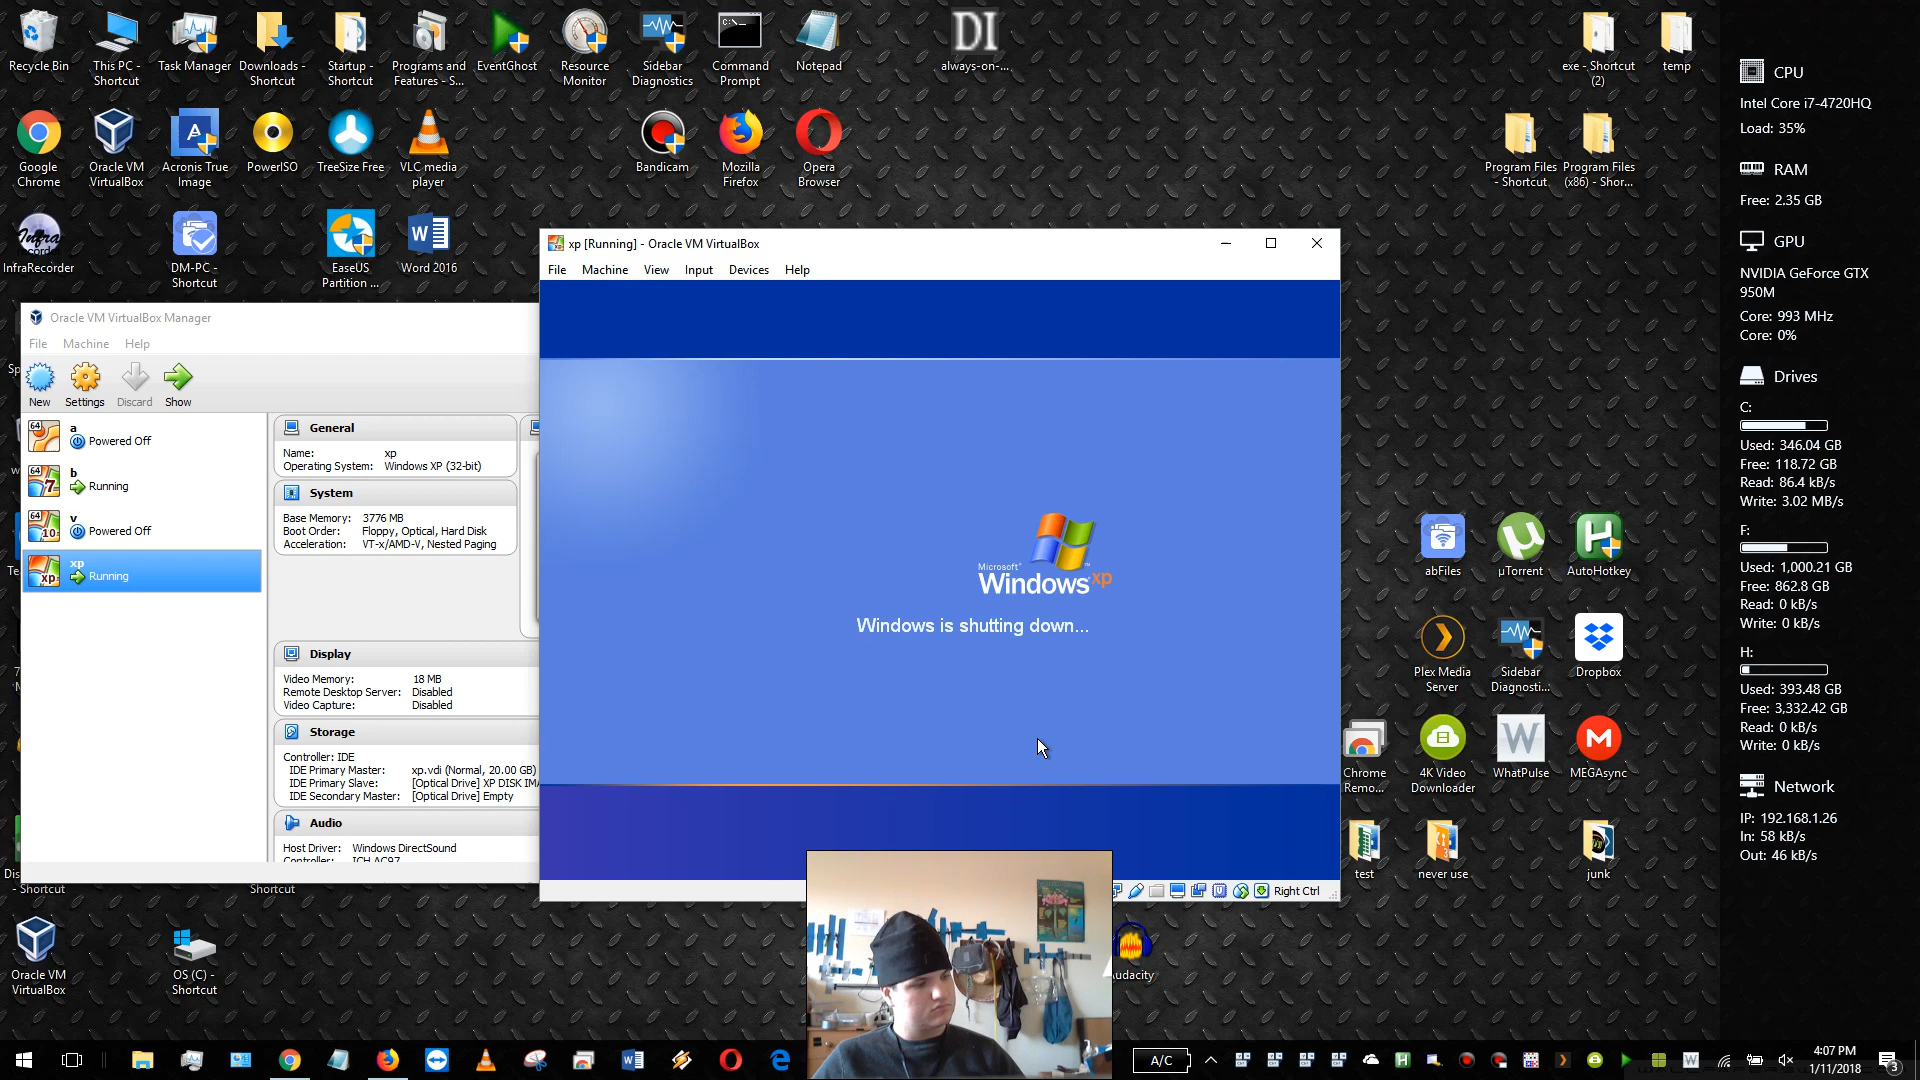 Recycle Bin
This PC -
Shortcut
Task Manager
Downloads -
Shortcut
Startup -
Shortcut
Programs and
Features - S...
EventGhost
Resource
Monitor
Sidebar
Diagnostics
Command
Prompt
Notepad
DI
always-on-...
exe - Shortcut
(2)
temp
Google
Chrome
Oracle VM
VirtualBox
Acronis True
Image
PowerISO
TreeSize Free
VLC media
player
Bandicam
Mozilla
Firefox
Opera
Browser
Program Files
- Shortcut
Program Files
(x86) - Shor...
InfraRecorder
DM-PC -
Shortcut
EaseUS
Partition ...
Word 2016
Oracle VM VirtualBox Manager
File Machine Help
New Settings Discard Show
64
a
Powered Off
64
7
b
Running
64
10
v
Powered Off
xp
xp
Running
General
Name: xp
Operating System: Windows XP (32-bit)
System
Base Memory: 3776 MB
Boot Order: Floppy, Optical, Hard Disk
Acceleration: VT-x/AMD-V, Nested Paging
Display
Video Memory: 18 MB
Remote Desktop Server: Disabled
Video Capture: Disabled
Storage
Controller: IDE
IDE Primary Master: xp.vdi (Normal, 20.00 GB)
IDE Primary Slave: [Optical Drive] XP DISK IMA
IDE Secondary Master: [Optical Drive] Empty
Audio
Host Driver: Windows DirectSound
Controller: ICH AC97
xp [Running] - Oracle VM VirtualBox
File Machine View Input Devices Help
Microsoft
Windows xp
Windows is shutting down...
Right Ctrl
- Shortcut
Shortcut
Oracle VM
VirtualBox
OS (C) -
Shortcut
Audacity
abFiles
µTorrent
AutoHotkey
Plex Media
Server
Sidebar
Diagnosti...
Dropbox
Chrome
Remo...
4K Video
Downloader
WhatPulse
MEGAsync
test
never use
junk
CPU
Intel Core i7-4720HQ
Load: 35%
RAM
Free: 2.35 GB
GPU
NVIDIA GeForce GTX
950M
Core: 993 MHz
Core: 0%
Drives
C:
Used: 346.04 GB
Free: 118.72 GB
Read: 86.4 kB/s
Write: 3.02 MB/s
F:
Used: 1,000.21 GB
Free: 862.8 GB
Read: 0 kB/s
Write: 0 kB/s
H:
Used: 393.48 GB
Free: 3,332.42 GB
Read: 0 kB/s
Write: 0 kB/s
Network
IP: 192.168.1.26
In: 58 kB/s
Out: 46 kB/s
A/C
4:07 PM
1/11/2018
3